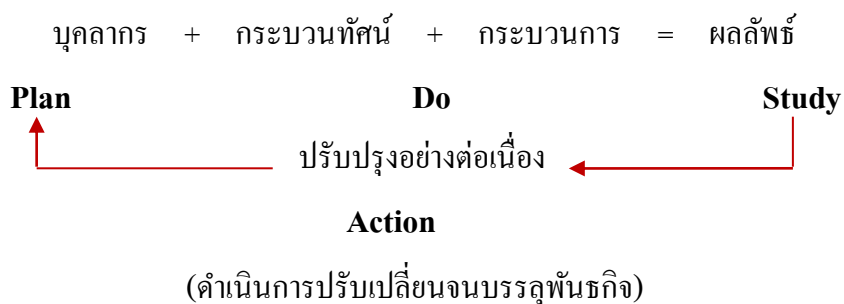 บุคลากร + กระบวนทัศน์ + กระบวนการ = ผลลัพธ์
Plan Do Study
ปรับปรุงอย่างต่อเนื่อง
Action
(ดำเนินการปรับเปลี่ยนจนบรรลุพันธกิจ)